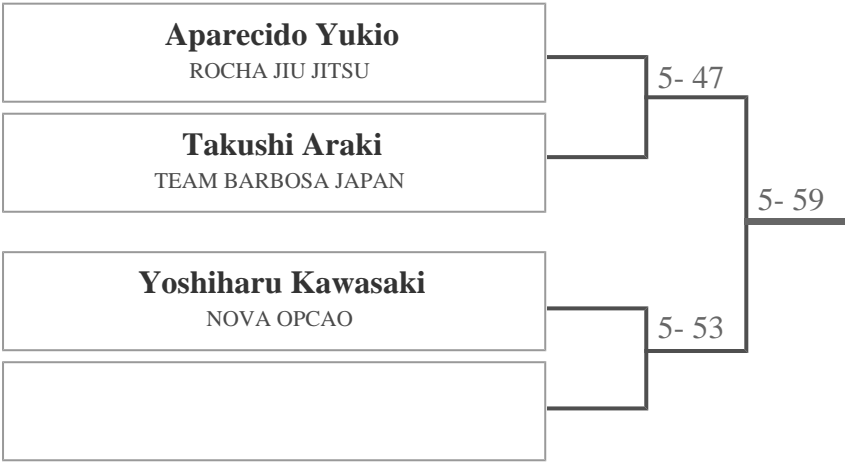 Aparecido Yukio
ROCHA JIU JITSU
5- 47
Takushi Araki
TEAM BARBOSA JAPAN
5- 59
Yoshiharu Kawasaki
NOVA OPCAO
5- 53